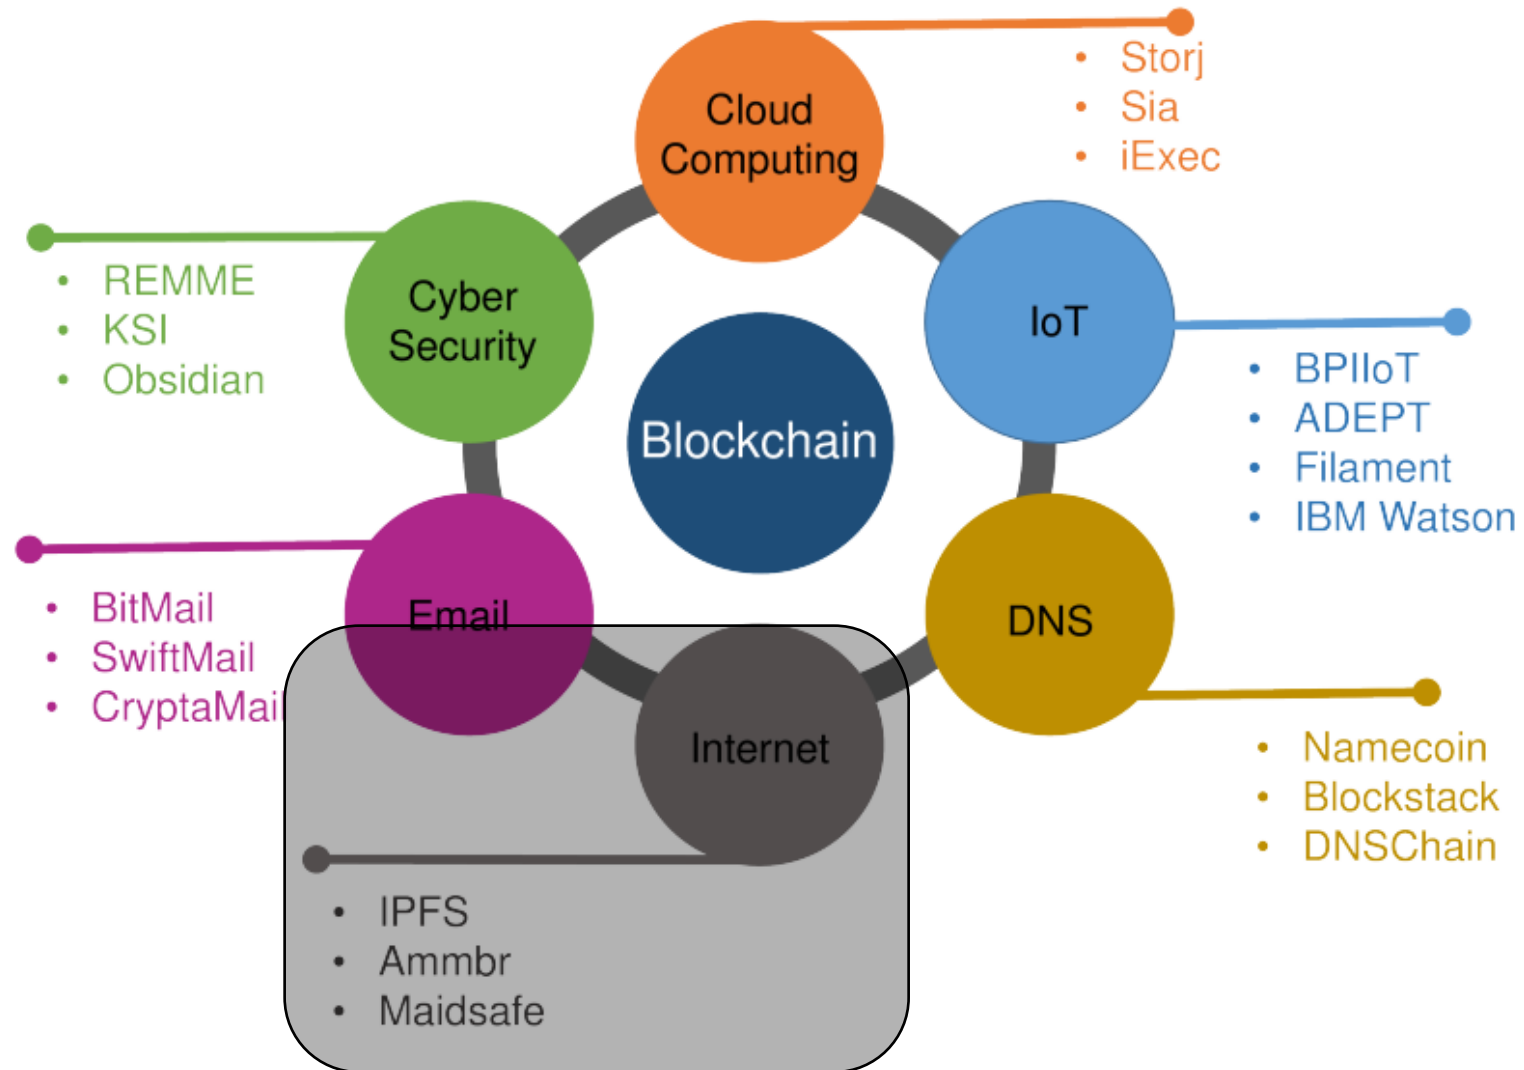 Cloud
Computing
• Storj
• Sia
• iExec
Cyber
Security
• REMME
• KSI
• Obsidian
IoT
• BPIIoT
• ADEPT
• Filament
• IBM Watson
Blockchain
Email
• BitMail
• SwiftMail
• CryptaMail
DNS
• Namecoin
• Blockstack
• DNSChain
Internet
• IPFS
• Ammbr
• Maidsafe